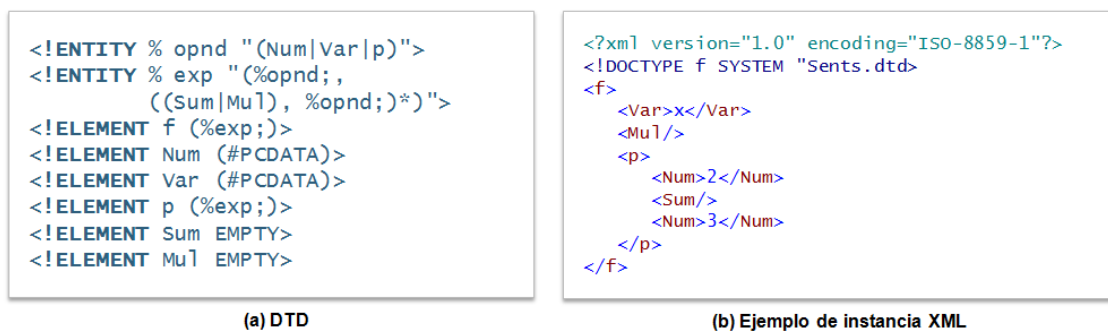 <!ENTITY % opnd "(Num|Var|p)">
<!ENTITY % exp "(%opnd;,
((Sum|Mul), %opnd;)*)">
<!ELEMENT f (%exp;)>
<!ELEMENT Num (#PCDATA)>
<!ELEMENT Var (#PCDATA)>
<!ELEMENT p (%exp;)>
<!ELEMENT Sum EMPTY>
<!ELEMENT Mul EMPTY>
(a) DTD
<?xml version="1.0" encoding="ISO-8859-1"?>
<!DOCTYPE f SYSTEM "Sents.dtd>
<f>
<Var>x</Var>
<Mul/>
<p>
<Num>2</Num>
<Sum/>
<Num>3</Num>
</p>
</f>
(b) Ejemplo de instancia XML